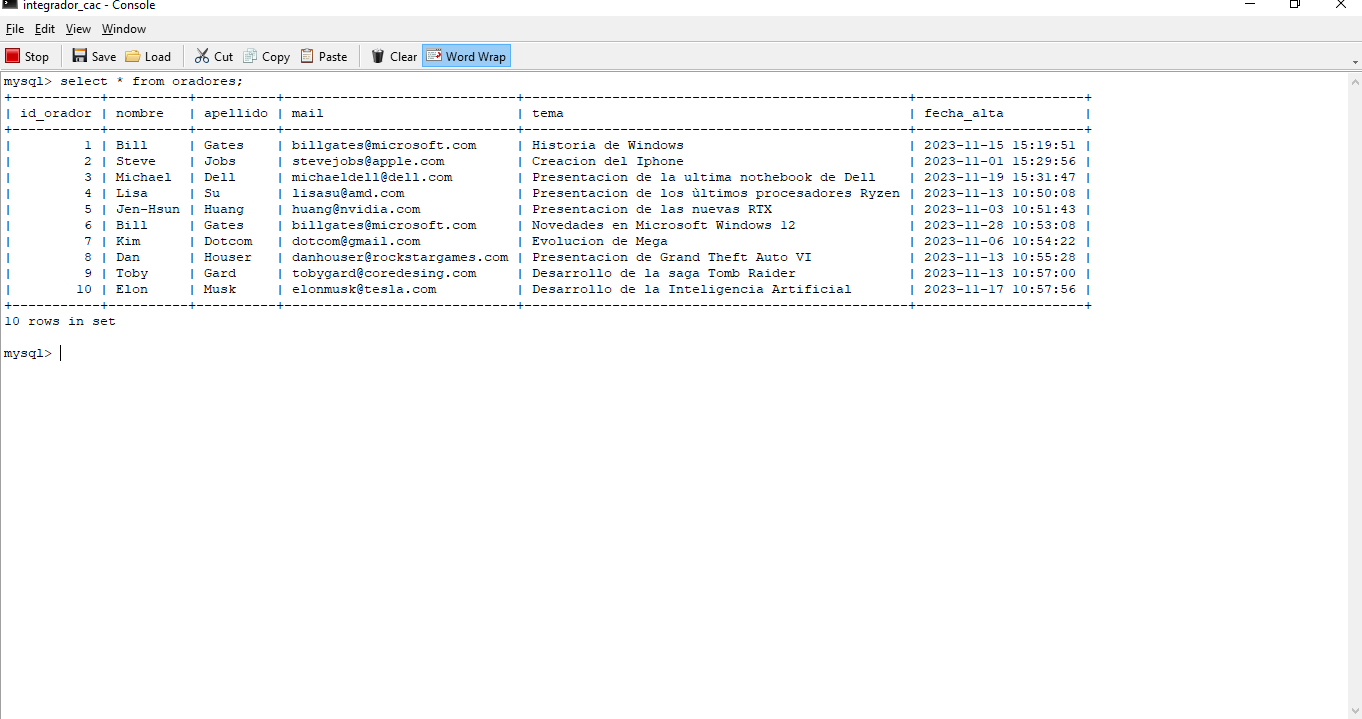 integrador_cac - Console
File Edit View Window
Stop Save Load Cut Copy Paste Clear Word Wrap
mysql> select * from oradores;
+-----------+----------+----------+-----------------------------+------------------------------------------------+---------------------+
| id_orador | nombre   | apellido | mail                        | tema                                           | fecha_alta          |
+-----------+----------+----------+-----------------------------+------------------------------------------------+---------------------+
|         1 | Bill     | Gates    | billgates@microsoft.com     | Historia de Windows                            | 2023-11-15 15:19:51 |
|         2 | Steve    | Jobs     | stevejobs@apple.com         | Creacion del Iphone                            | 2023-11-01 15:29:56 |
|         3 | Michael  | Dell     | michaeldell@dell.com        | Presentacion de la ultima nothebook de Dell    | 2023-11-19 15:31:47 |
|         4 | Lisa     | Su       | lisasu@amd.com              | Presentacion de los ùltimos procesadores Ryzen | 2023-11-13 10:50:08 |
|         5 | Jen-Hsun | Huang    | huang@nvidia.com            | Presentacion de las nuevas RTX                 | 2023-11-03 10:51:43 |
|         6 | Bill     | Gates    | billgates@microsoft.com     | Novedades en Microsoft Windows 12              | 2023-11-28 10:53:08 |
|         7 | Kim      | Dotcom   | dotcom@gmail.com            | Evolucion de Mega                              | 2023-11-06 10:54:22 |
|         8 | Dan      | Houser   | danhouser@rockstargames.com | Presentacion de Grand Theft Auto VI            | 2023-11-13 10:55:28 |
|         9 | Toby     | Gard     | tobygard@coredesing.com     | Desarrollo de la saga Tomb Raider              | 2023-11-13 10:57:00 |
|        10 | Elon     | Musk     | elonmusk@tesla.com          | Desarrollo de la Inteligencia Artificial       | 2023-11-17 10:57:56 |
+-----------+----------+----------+-----------------------------+------------------------------------------------+---------------------+
10 rows in set
mysql>